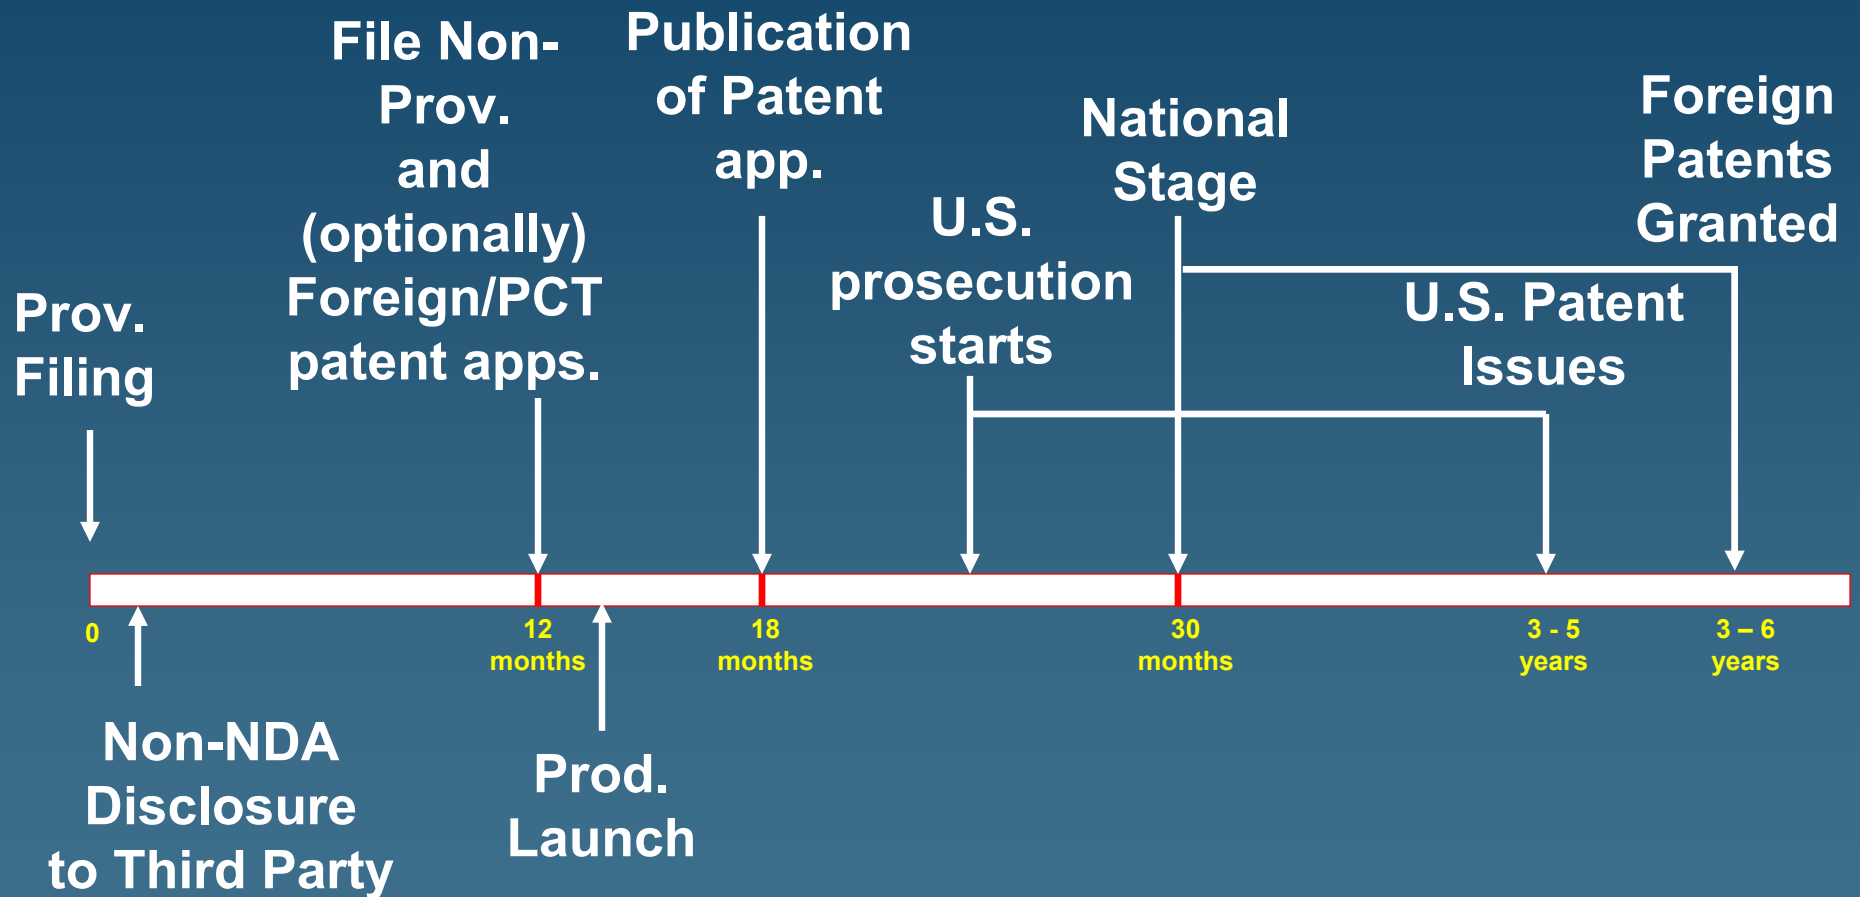 Prov.
Filing
File Non-
Prov.
and
(optionally)
Foreign/PCT
patent apps.
Publication
of Patent
app.
U.S.
prosecution
starts
National
Stage
U.S. Patent
Issues
Foreign
Patents
Granted
0
12
months
18
months
30
months
3 - 5
years
3 – 6
years
Non-NDA
Disclosure
to Third Party
Prod.
Launch